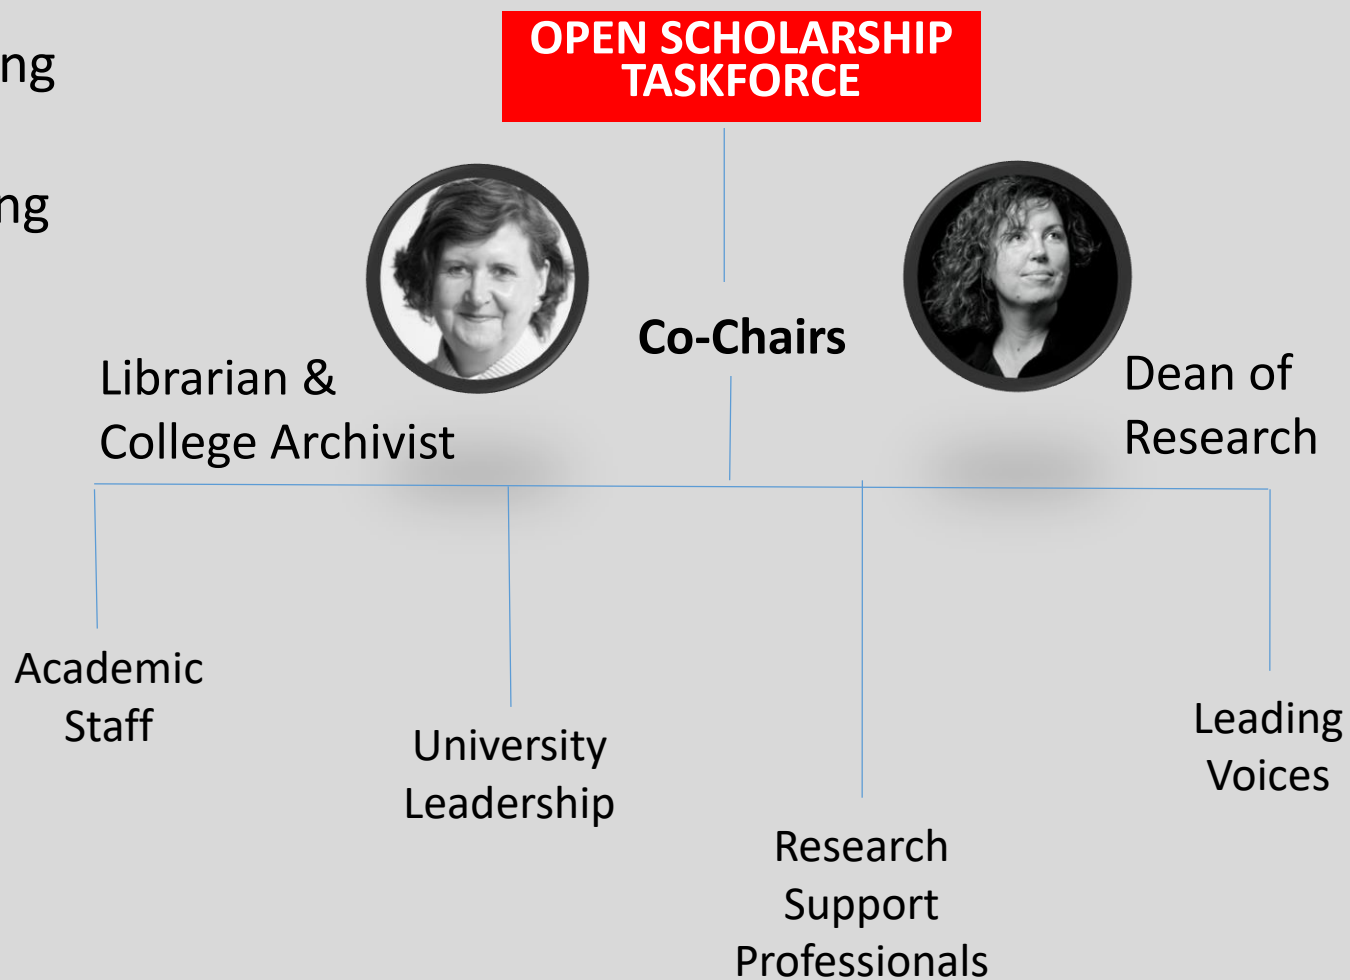 OPEN SCHOLARSHIP
TASKFORCE
ng
ng
Co-Chairs
Librarian &
College Archivist
Dean of
Research
Academic
Staff
University
Leadership
Research
Support
Professionals
Leading
Voices